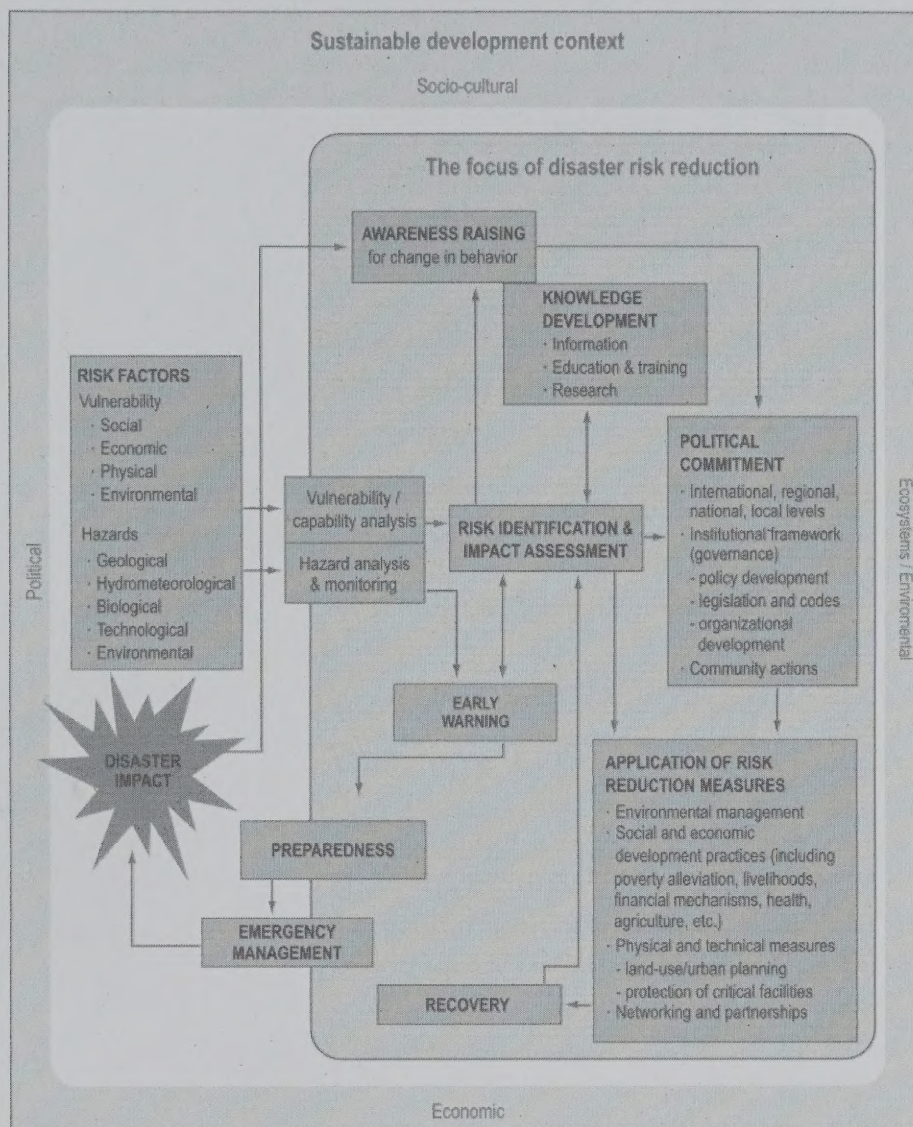 Sustainable development context
Socio-cultural
The focus of disaster risk reduction
AWARENESS RAISING
for change in behavior
KNOWLEDGE
DEVELOPMENT
· Information
· Education & training
· Research
RISK FACTORS
Vulnerability
· Social
· Economic
· Physical
· Environmental
Hazards
· Geological
· Hydrometeorological
· Biological
· Technological
· Environmental
Vulnerability /
capability analysis
Hazard analysis
& monitoring
RISK IDENTIFICATION &
IMPACT ASSESSMENT
POLITICAL
COMMITMENT
· International, regional,
national, local levels
· Institutional framework
(governance)
- policy development
- legislation and codes
- organizational
development
· Community actions
Political
Ecosystems / Enviromental
EARLY
WARNING
DISASTER
IMPACT
PREPAREDNESS
EMERGENCY
MANAGEMENT
RECOVERY
APPLICATION OF RISK
REDUCTION MEASURES
· Environmental management
· Social and economic
development practices (including
poverty alleviation, livelihoods,
financial mechanisms, health,
agriculture, etc.)
· Physical and technical measures
- land-use/urban planning
- protection of critical facilities
· Networking and partnerships
Economic